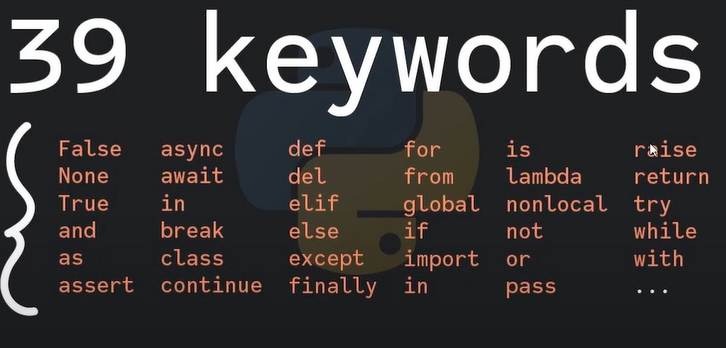 39 keywords
False async def for is raise
None await del from lambda return
True in elif global nonlocal try
and break else if not while
as class except import or with
assert continue finally in pass ...